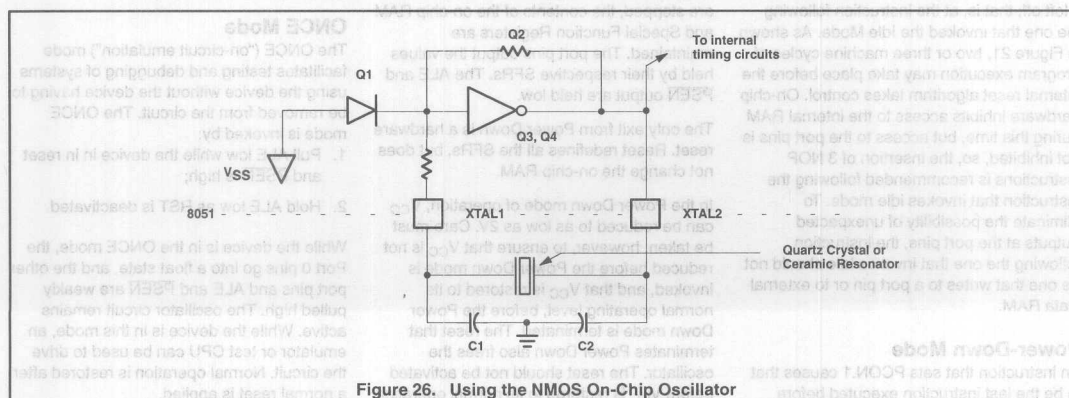 Q2
To internal
timing circuits
Q1
Q3, Q4
VSS
8051
XTAL1
XTAL2
Quartz Crystal or
Ceramic Resonator
C1
C2
Figure 26. Using the NMOS On-Chip Oscillator
left off, that is, at the instruction following
the one that invoked the Idle Mode. As shown
in Figure 21, two or three machine cycles of
program execution may take place before the
internal reset algorithm takes control. On-chip
hardware inhibits access to the internal RAM
during this time, but access to the port pins is
not inhibited, so, the insertion of 3 NOP
instructions is recommended following the
instruction that invokes idle mode. To
eliminate the possibility of unexpected
outputs at the port pins, the instruction
following the one that invokes
not
one that writes to a port pin or to external
data RAM.
Power-Down Mode
An instruction that sets PCON.1 causes that
to be the last instruction executed before
are stopped, the contents of the on-chip RAM
and Special Function Registers are
maintained. The port pins output the values
held by their respective SFRs. The ALE and
PSEN output are held low.
The only exit from Power Down is a hardware
reset. Reset redefines all the SFRs, but does
not change the on-chip RAM.
In the Power Down mode of operation, VCC
can be reduced to as low as 2V. Care must
be taken, however, to ensure that VCC is not
reduced before the Power Down mode is
invoked, and that VCC is restored to its
normal operating level, before the Power
Down mode is terminated. The reset that
terminates Power Down also frees the
oscillator. The reset should not be activated
ONCE Mode
The ONCE ("on-circuit emulation") mode
facilitates testing and debugging of systems
using the device without the device having to
be removed from the circuit. The ONCE
mode is invoked by:
1. Pull ALE low while the device in in reset
and PSEN is high;
2. Hold ALE low as RST is deactivated.
While the device is in the ONCE mode, the
Port 0 pins go into a float state, and the other
port pins and ALE and PSEN are weakly
pulled high. The oscillator circuit remains
active. While the device is in this mode, an
emulator or test CPU can be used to drive
the circuit. Normal operation is restored after
a normal reset is applied.